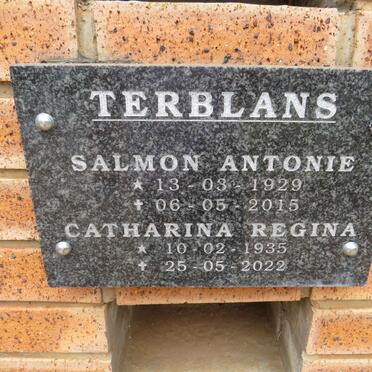 TERBLANS
SALMON ANTONIE
★ 13 - 03 - 1929
✝ 06 - 05 - 2015
CATHARINA REGINA
★ 10 - 02 - 1935
✝ 25 - 05 - 2022